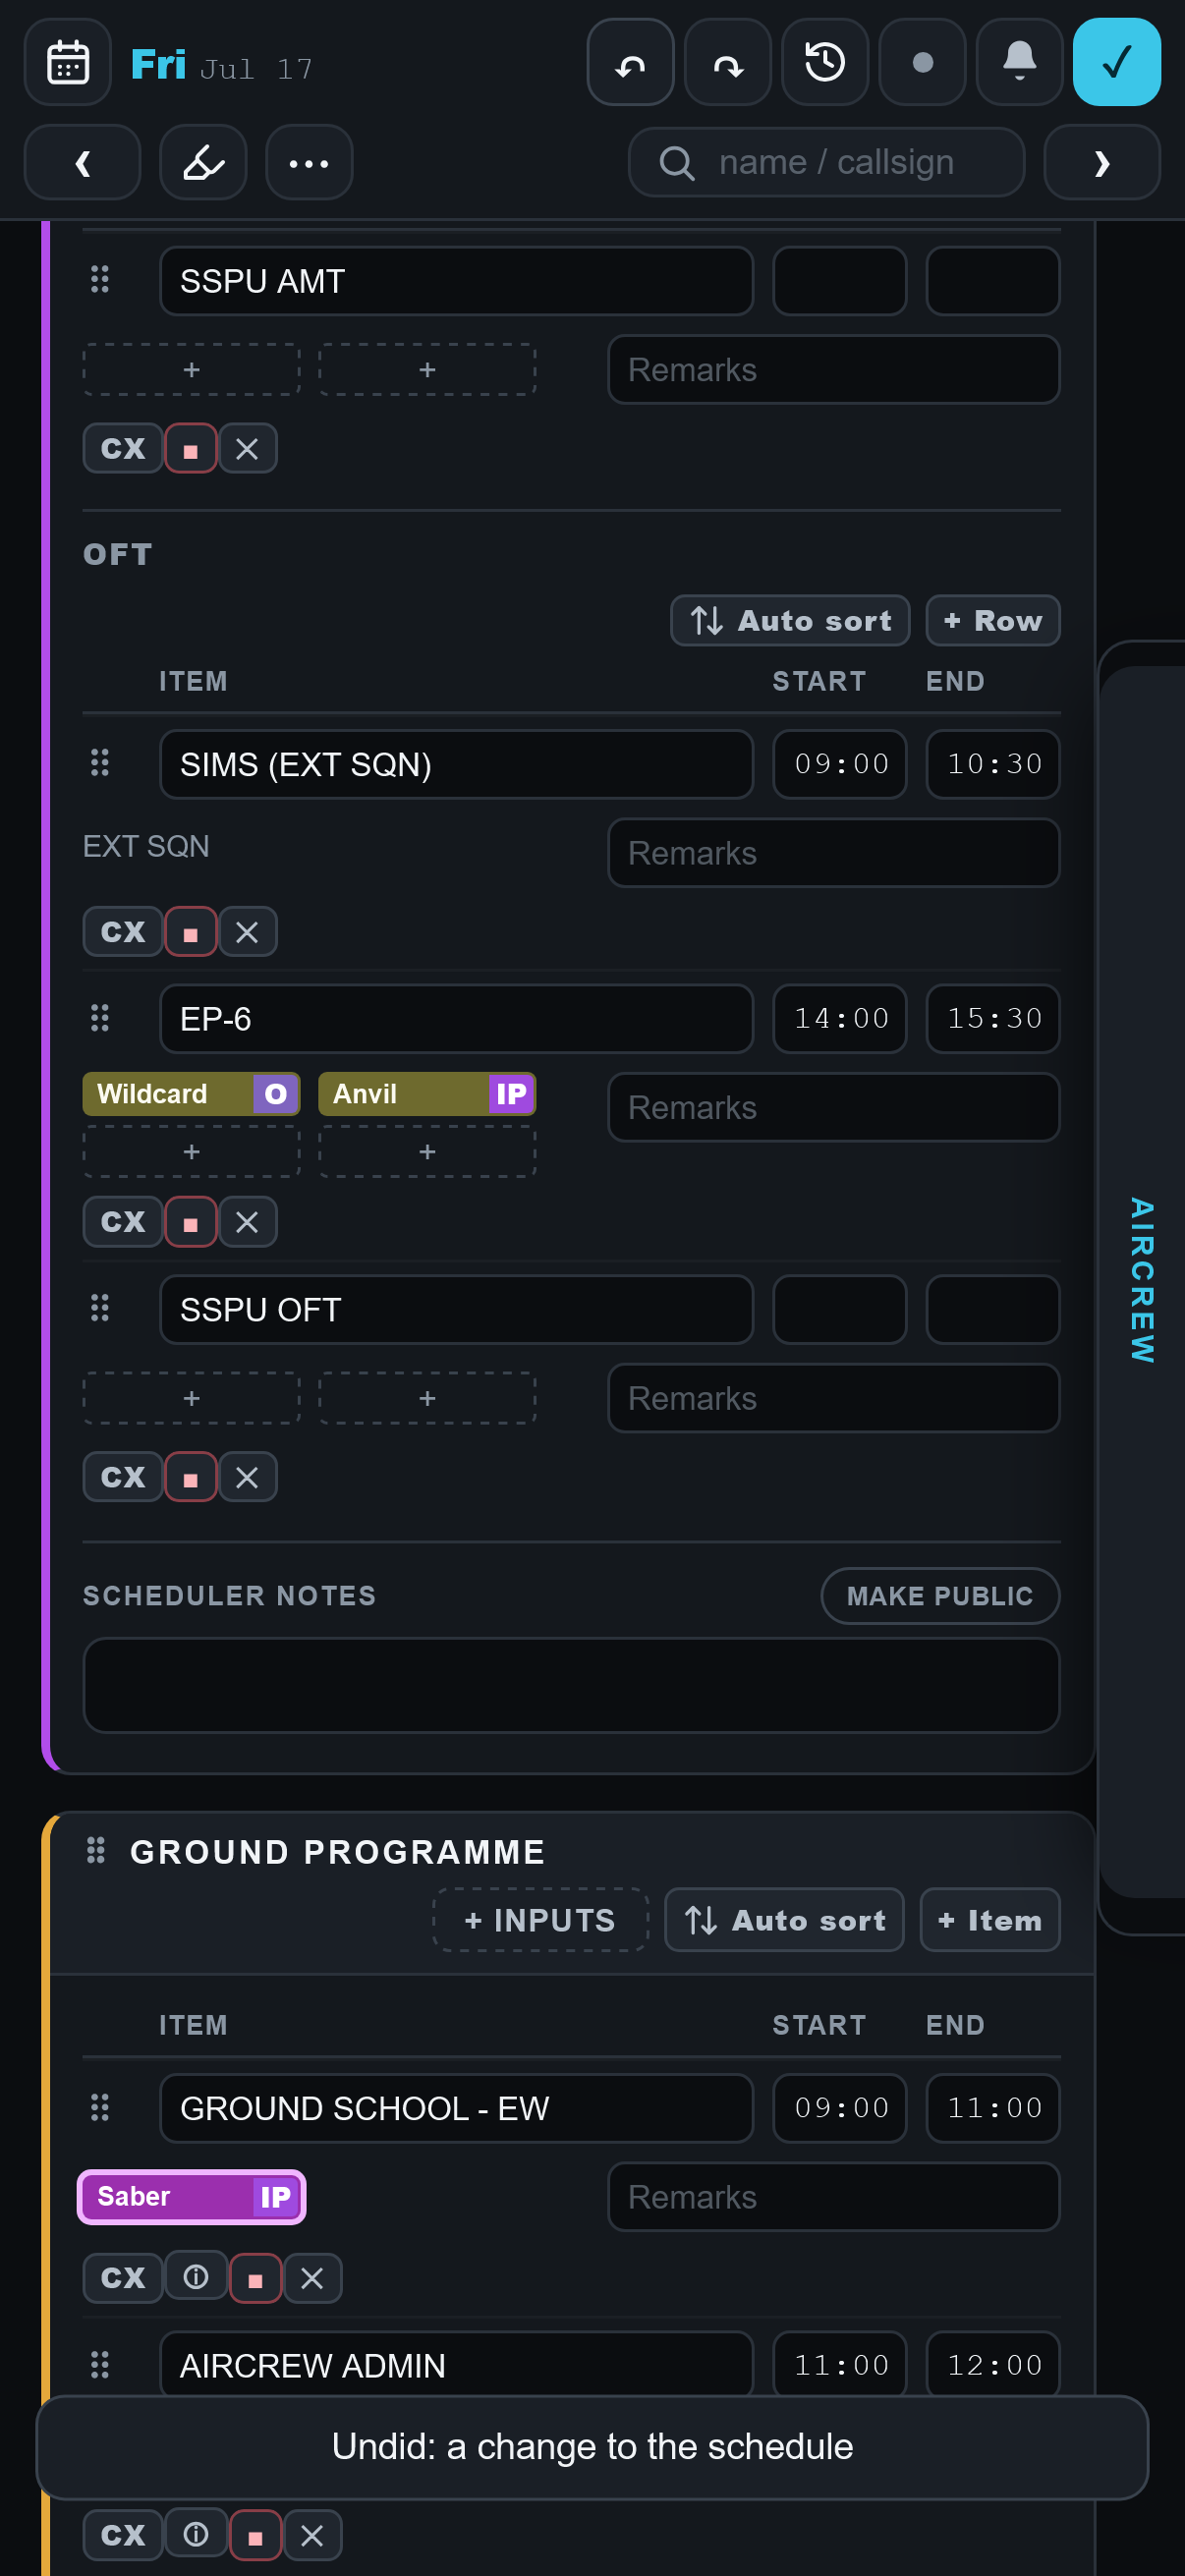 Fri Jul 17
name / callsign
SSPU AMT
+ + Remarks
CX
OFT
Auto sort + Row
ITEM START END
SIMS (EXT SQN) 09:00 10:30
EXT SQN Remarks
CX
EP-6 14:00 15:30
Wildcard O Anvil IP Remarks
+ +
CX
SSPU OFT
+ + Remarks
CX
SCHEDULER NOTES MAKE PUBLIC
AIRCREW
GROUND PROGRAMME
+ INPUTS Auto sort + Item
ITEM START END
GROUND SCHOOL - EW 09:00 11:00
Saber IP Remarks
CX
AIRCREW ADMIN 11:00 12:00
Undid: a change to the schedule
CX